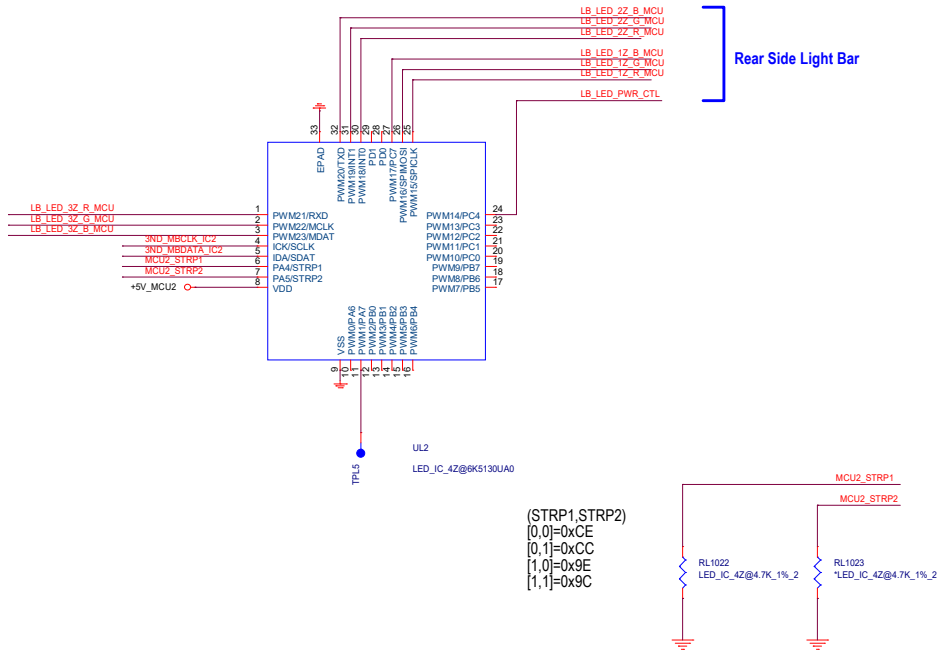 LB_LED_2Z_B_MCU
LB_LED_2Z_G_MCU
LB_LED_2Z_R_MCU
LB_LED_1Z_B_MCU
LB_LED_1Z_G_MCU
LB_LED_1Z_R_MCU
LB_LED_PWR_CTL
Rear Side Light Bar
33
32
31
30
29
28
27
26
25
EPAD
PWM20/TXD
PWM19/INT1
PWM18/INT0
PD1
PD0
PWM17/PC7
PWM16/SPIMOSI
PWM15/SPICLK
LB_LED_3Z_R_MCU
LB_LED_3Z_G_MCU
LB_LED_3Z_B_MCU
3ND_MBCLK_IC2
3ND_MBDATA_IC2
MCU2_STRP1
MCU2_STRP2
+5V_MCU2
1
2
3
4
5
6
7
8
PWM21/RXD
PWM22/MCLK
PWM23/MDAT
ICK/SCLK
IDA/SDAT
PA4/STRP1
PA5/STRP2
VDD
PWM14/PC4
PWM13/PC3
PWM12/PC2
PWM11/PC1
PWM10/PC0
PWM9/PB7
PWM8/PB6
PWM7/PB5
24
23
22
21
20
19
18
17
VSS
PWM0/PA6
PWM1/PA7
PWM2/PB0
PWM3/PB1
PWM4/PB2
PWM5/PB3
PWM6/PB4
9
10
11
12
13
14
15
16
TPL5
UL2
LED_IC_4Z@6K5130UA0
(STRP1,STRP2)
[0,0]=0xCE
[0,1]=0xCC
[1,0]=0x9E
[1,1]=0x9C
MCU2_STRP1
MCU2_STRP2
RL1022
LED_IC_4Z@4.7K_1%_2
RL1023
*LED_IC_4Z@4.7K_1%_2